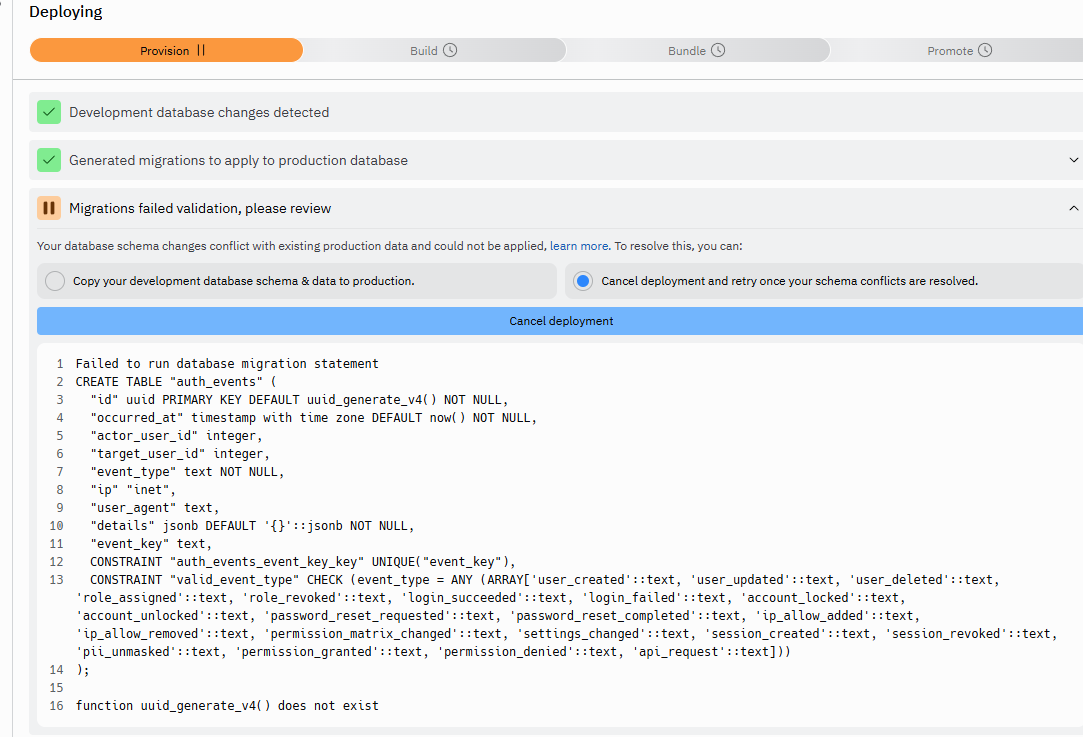 Deploying
Provision
Build
Bundle
Promote
Development database changes detected
Generated migrations to apply to production database
Migrations failed validation, please review
Your database schema changes conflict with existing production data and could not be applied, learn more. To resolve this, you can:
Copy your development database schema & data to production.
Cancel deployment and retry once your schema conflicts are resolved.
Cancel deployment
1 Failed to run database migration statement
2 CREATE TABLE "auth_events" (
3 "id" uuid PRIMARY KEY DEFAULT uuid_generate_v4() NOT NULL,
4 "occurred_at" timestamp with time zone DEFAULT now() NOT NULL,
5 "actor_user_id" integer,
6 "target_user_id" integer,
7 "event_type" text NOT NULL,
8 "ip" "inet",
9 "user_agent" text,
10 "details" jsonb DEFAULT '{}'::jsonb NOT NULL,
11 "event_key" text,
12 CONSTRAINT "auth_events_event_key_key" UNIQUE("event_key"),
13 CONSTRAINT "valid_event_type" CHECK (event_type = ANY (ARRAY['user_created'::text, 'user_updated'::text, 'user_deleted'::text,
'role_assigned'::text, 'role_revoked'::text, 'login_succeeded'::text, 'login_failed'::text, 'account_locked'::text,
'account_unlocked'::text, 'password_reset_requested'::text, 'password_reset_completed'::text, 'ip_allow_added'::text,
'ip_allow_removed'::text, 'permission_matrix_changed'::text, 'settings_changed'::text, 'session_created'::text, 'session_revoked'::text,
'pii_unmasked'::text, 'permission_granted'::text, 'permission_denied'::text, 'api_request'::text]))
14 );
15
16 function uuid_generate_v4() does not exist